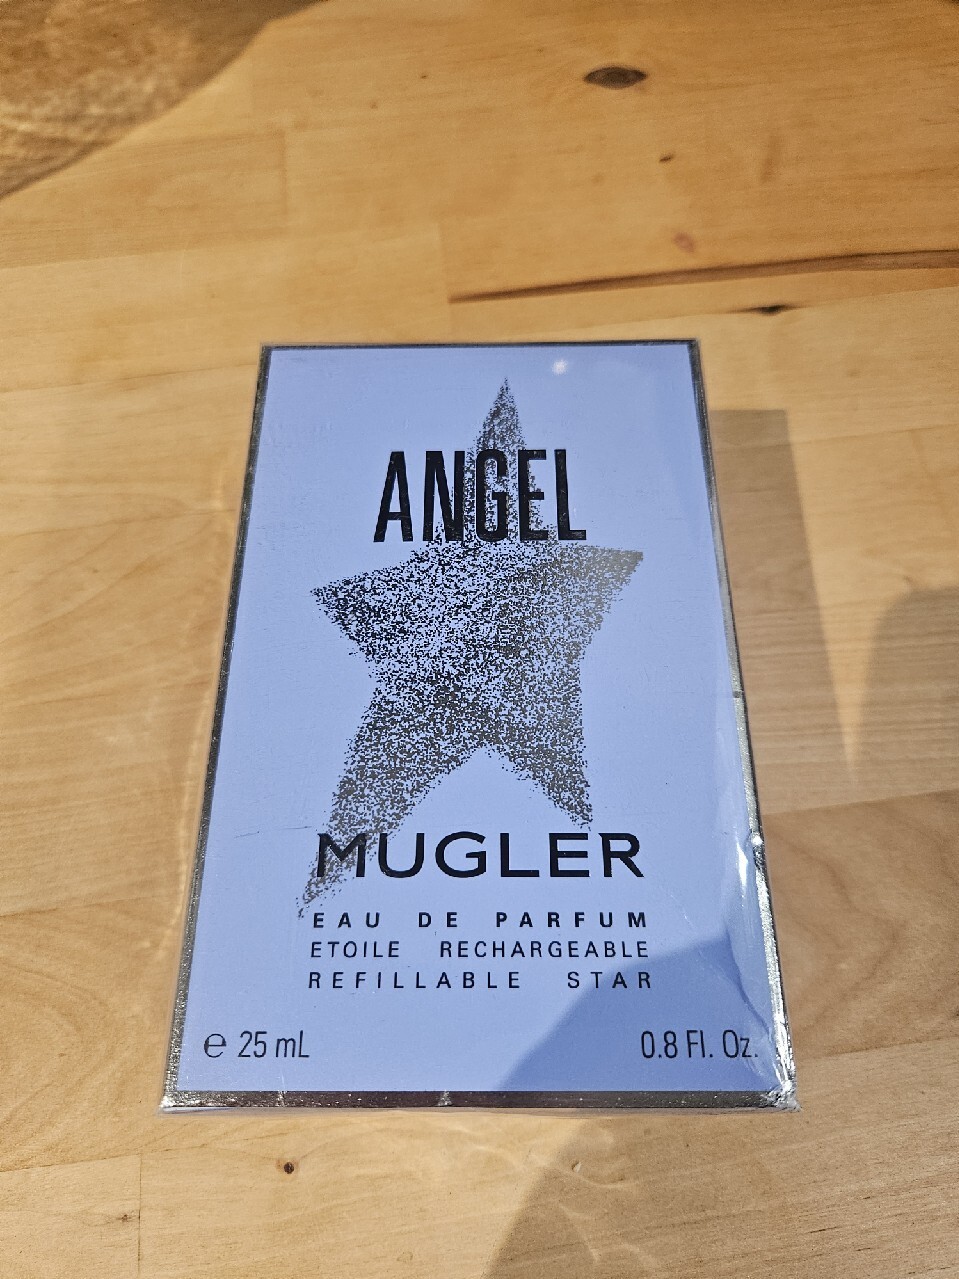 ANGEL
MUGLER
EAU DE PARFUM
ETOILE RECHARGEABLE
REFILLABLE STAR
℮ 25 mL 0.8 Fl. Oz.